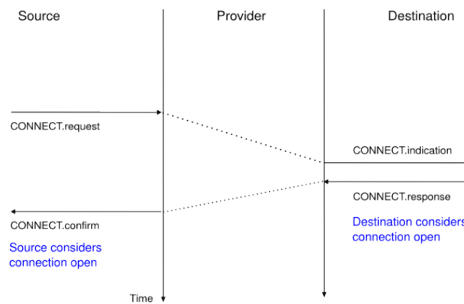 Source Provider Destination
CONNECT.request
CONNECT.indication
CONNECT.response
CONNECT.confirm
Destination considers
connection open
Source considers
connection open
Time